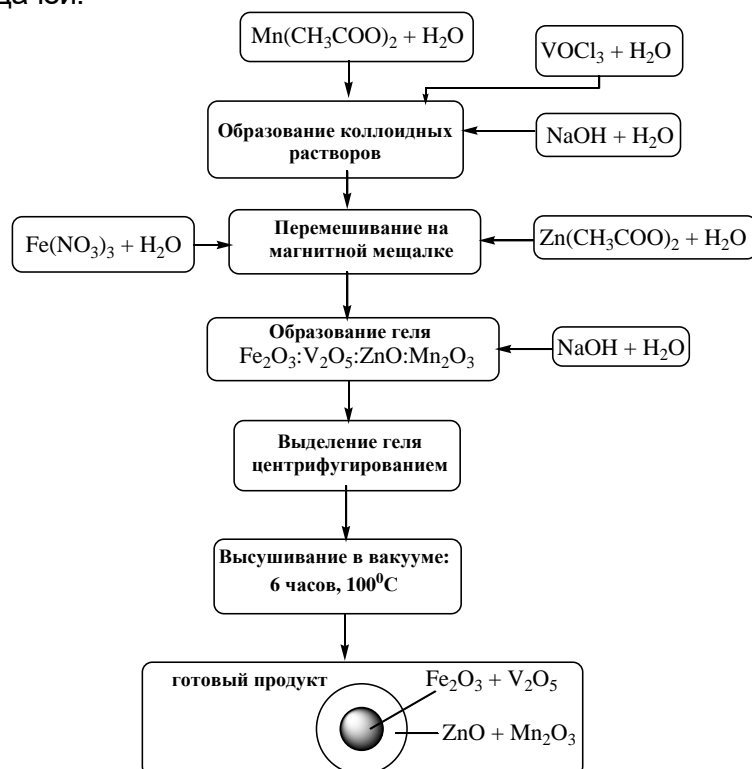 дачей.
Mn(CH₃COO)₂ + H₂O
VOCl₃ + H₂O
Образование коллоидных
растворов
NaOH + H₂O
Fe(NO₃)₃ + H₂O
Перемешивание на
магнитной мещалке
Zn(CH₃COO)₂ + H₂O
Образование геля
Fe₂O₃:V₂O₅:ZnO:Mn₂O₃
NaOH + H₂O
Выделение геля
центрифугированием
Высушивание в вакууме:
6 часов, 100⁰С
готовый продукт
Fe₂O₃ + V₂O₅
ZnO + Mn₂O₃